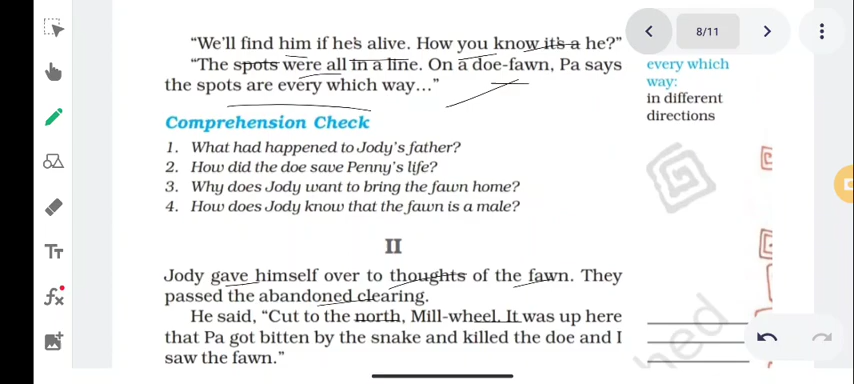 8/11
“We’ll find him if he’s alive. How you know it’s a he?”
“The spots were all in a line. On a doe-fawn, Pa says
the spots are every which way…”
every which
way:
in different
directions
Comprehension Check
1. What had happened to Jody’s father?
2. How did the doe save Penny’s life?
3. Why does Jody want to bring the fawn home?
4. How does Jody know that the fawn is a male?
II
Jody gave himself over to thoughts of the fawn. They
passed the abandoned clearing.
He said, “Cut to the north, Mill-wheel. It was up here
that Pa got bitten by the snake and killed the doe and I
saw the fawn.”
Tт
fx
hed